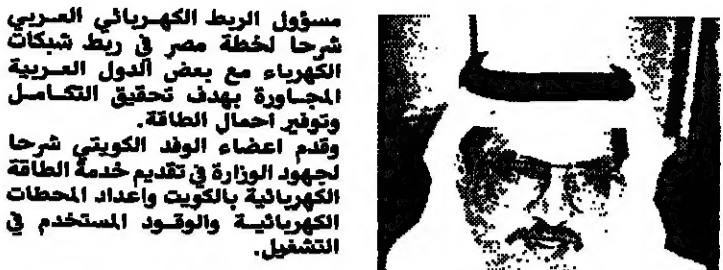 مسؤول الربط الكهربائي العربي
شرحا لخطة مصر في ربط شبكات
الكهرباء مع بعض الدول العربية
المجاورة بهدف تحقيق التكامل
وتوفير احمال الطاقة.
وقدم اعضاء الوفد الكويتي شرحا
لجهود الوزارة في تقديم خدمة الطاقة
الكهربائية بالكويت واعداد المحطات
الكهربائية والوقود المستخدم في
التشغيل.